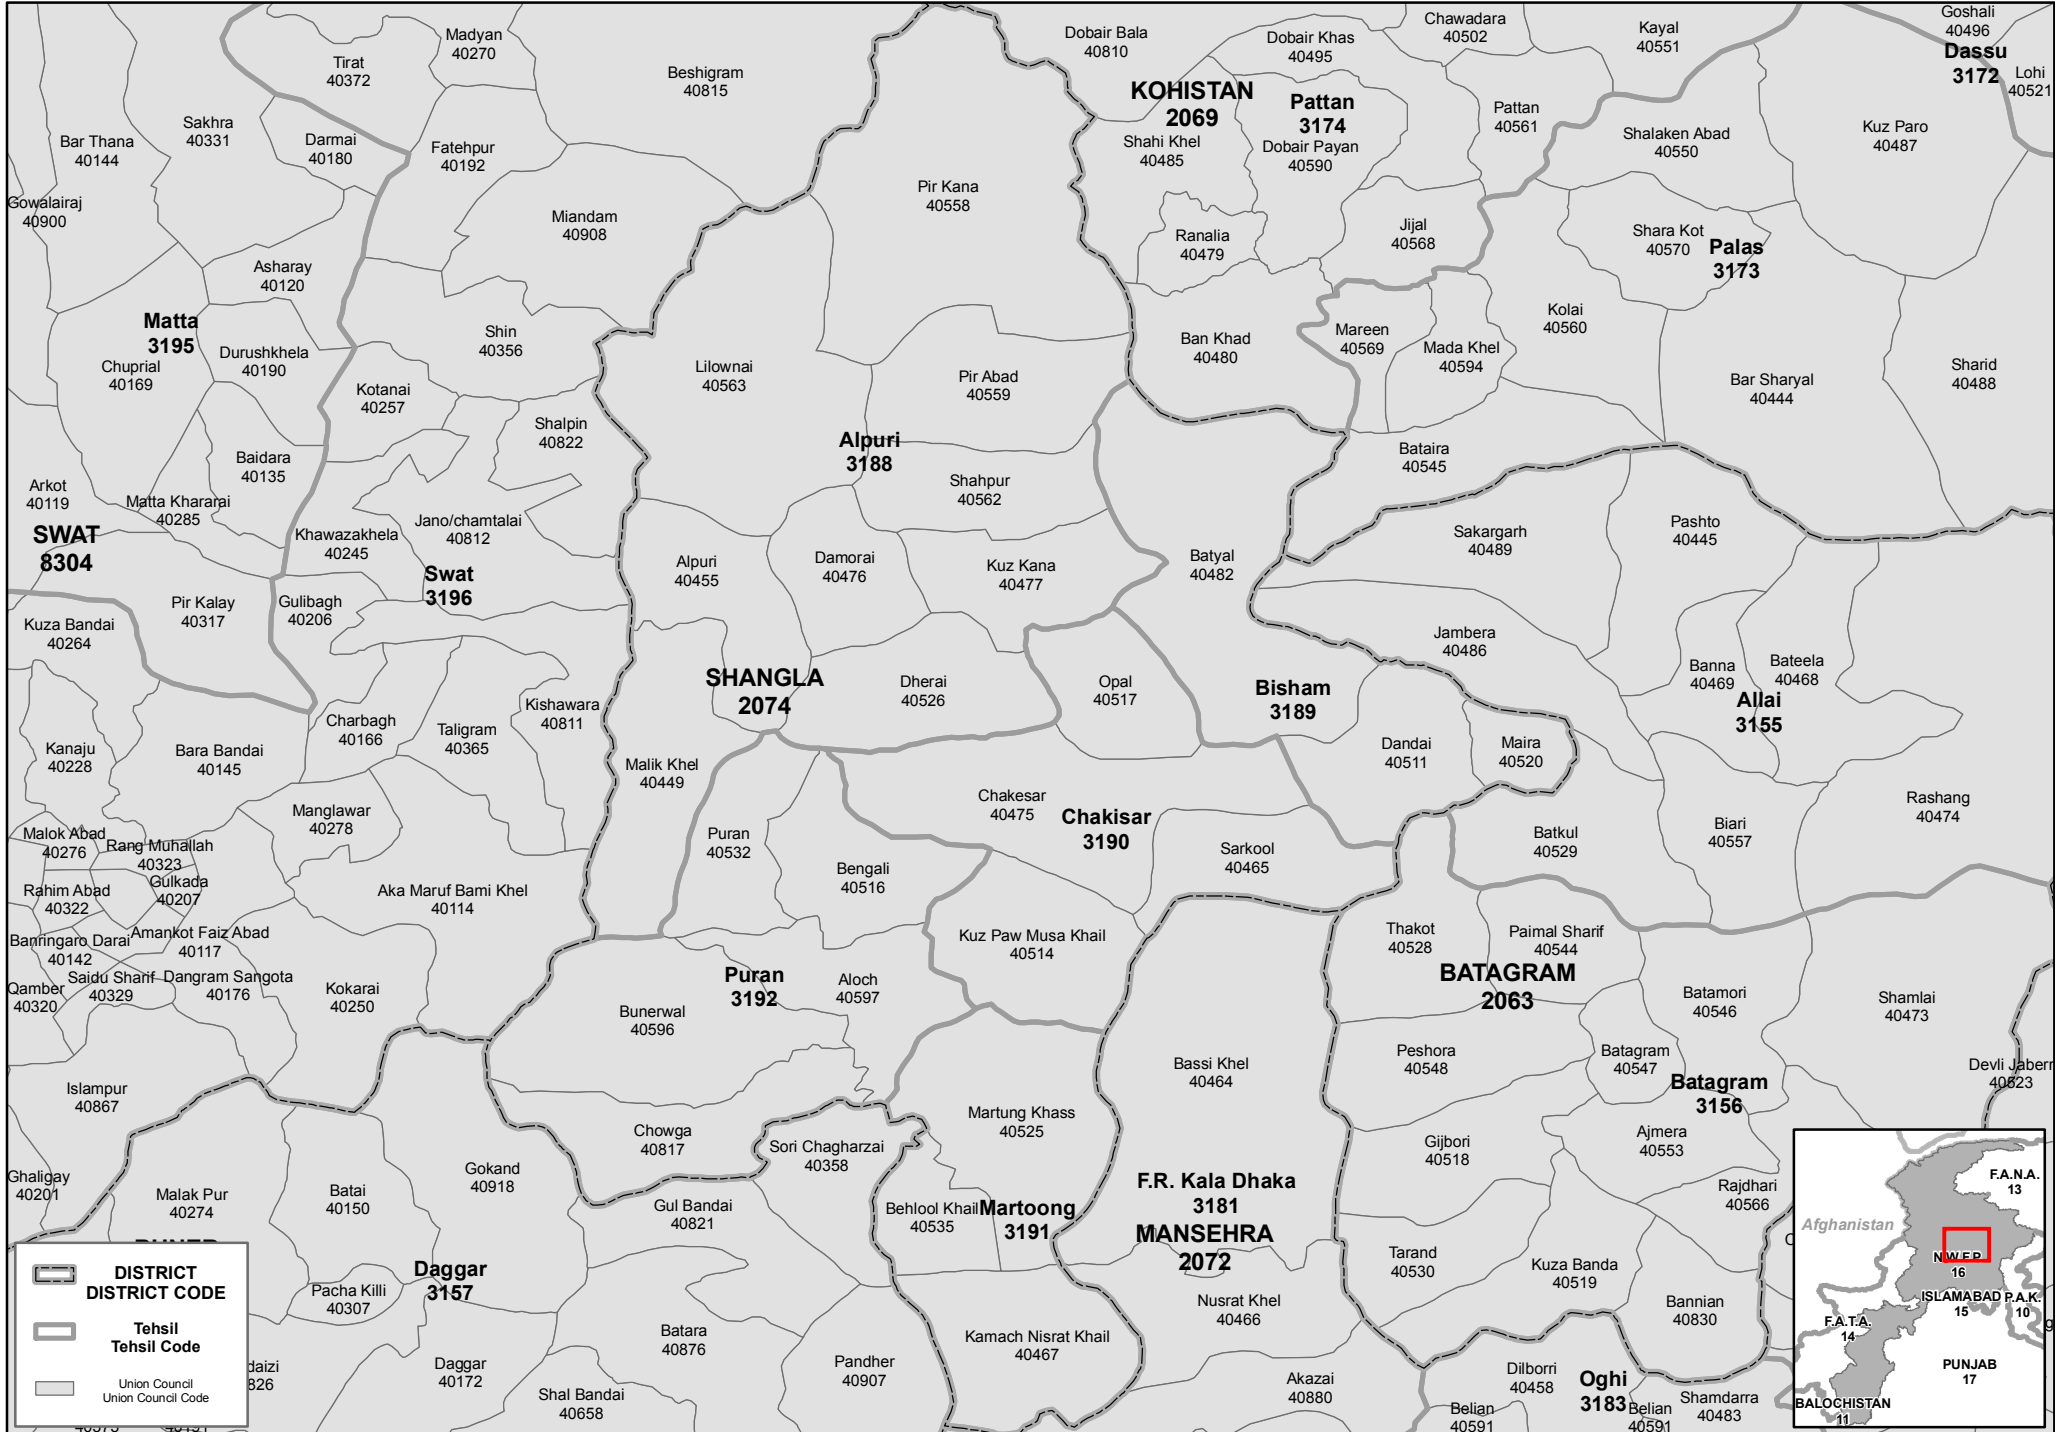 Madyan
40270
Tirat
40372
Beshigram
40815
Dobair Bala
40810
Dobair Khas
40495
Chawadara
40502
Kayal
40551
Goshali
40496
Dassu
3172
Lohi
40521
KOHISTAN
2069
Pattan
3174
Pattan
40561
Sakhra
40331
Bar Thana
40144
Darmai
40180
Fatehpur
40192
Shahi Khel
40485
Dobair Payan
40590
Shalaken Abad
40550
Kuz Paro
40487
Gowalairaj
40900
Pir Kana
40558
Miandam
40908
Ranalia
40479
Jijal
40568
Shara Kot
40570
Palas
3173
Asharay
40120
Matta
3195
Shin
40356
Kolai
40560
Ban Khad
40480
Mareen
40569
Mada Khel
40594
Durushkhela
40190
Chuprial
40169
Lilownai
40563
Pir Abad
40559
Bar Sharyal
40444
Sharid
40488
Kotanai
40257
Shalpin
40822
Alpuri
3188
Baidara
40135
Bataira
40545
Shahpur
40562
Arkot
40119
Matta Khararai
40285
SWAT
8304
Khawazakhela
40245
Jano/chamtalai
40812
Swat
3196
Sakargarh
40489
Pashto
40445
Alpuri
40455
Damorai
40476
Kuz Kana
40477
Batyal
40482
Pir Kalay
40317
Gulibagh
40206
Kuza Bandai
40264
Jambera
40486
Banna
40469
Bateela
40468
Allai
3155
SHANGLA
2074
Dherai
40526
Opal
40517
Bisham
3189
Kishawara
40811
Charbagh
40166
Taligram
40365
Kanaju
40228
Bara Bandai
40145
Dandai
40511
Maira
40520
Malik Khel
40449
Chakesar
40475
Chakisar
3190
Rashang
40474
Manglawar
40278
Puran
40532
Batkul
40529
Biari
40557
Malok Abad
40276
Rang Muhallah
40323
Sarkool
40465
Bengali
40516
Gulkada
40207
Rahim Abad
40322
Aka Maruf Bami Khel
40114
Banringaro Darai
40142
Amankot Faiz Abad
40117
Kuz Paw Musa Khail
40514
Thakot
40528
Paimal Sharif
40544
BATAGRAM
2063
Saidu Sharif
40329
Dangram Sangota
40176
Qamber
40320
Kokarai
40250
Puran
3192
Aloch
40597
Bunerwal
40596
Batamori
40546
Shamlai
40473
Peshora
40548
Batagram
40547
Batagram
3156
Bassi Khel
40464
Devli Jaberr
40523
Islampur
40867
Martung Khass
40525
Chowga
40817
Sori Chagharzai
40358
Gijbori
40518
Ajmera
40553
Ghaligay
40201
Malak Pur
40274
Batai
40150
Gokand
40918
Gul Bandai
40821
Behlool Khail
40535
Martoong
3191
F.R. Kala Dhaka
3181
MANSEHRA
2072
Rajdhari
40566
Tarand
40530
Kuza Banda
40519
Daggar
3157
Pacha Killi
40307
Bannian
40830
Nusrat Khel
40466
Batara
40876
Kamach Nisrat Khail
40467
Daggar
40172
Pandher
40907
Shal Bandai
40658
Akazai
40880
Dilborri
40458
Oghi
3183
Belian
40591
Belian
40591
Shamdarra
40483
daizi
826
DISTRICT
DISTRICT CODE
Tehsil
Tehsil Code
Union Council
Union Council Code
F.A.N.A.
13
Afghanistan
N.W.F.P.
16
ISLAMABAD
15
P.A.K.
10
F.A.T.A.
14
PUNJAB
17
BALOCHISTAN
11